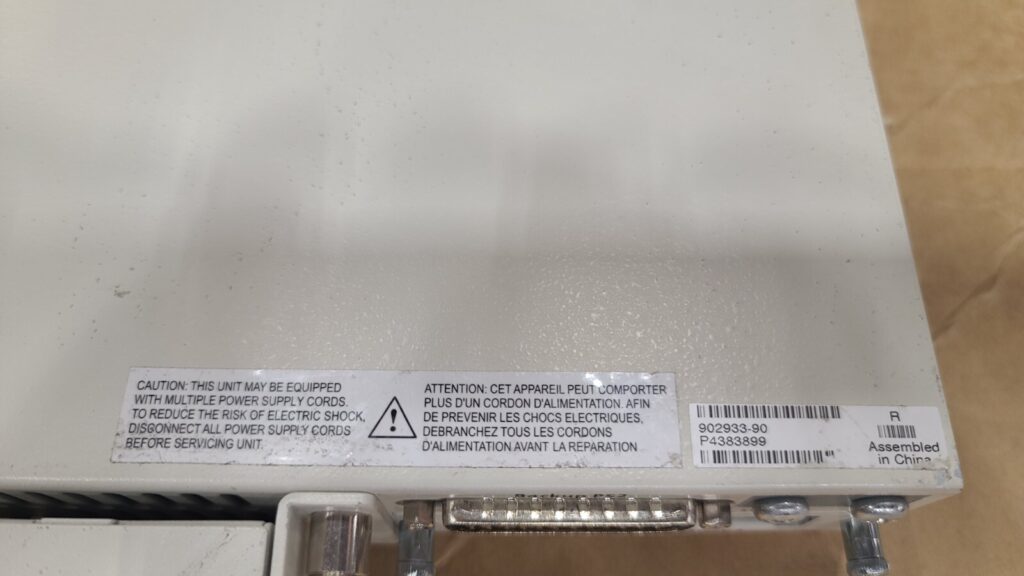 CAUTION: THIS UNIT MAY BE EQUIPPED
WITH MULTIPLE POWER SUPPLY CORDS.
TO REDUCE THE RISK OF ELECTRIC SHOCK,
DISCONNECT ALL POWER SUPPLY CORDS
BEFORE SERVICING UNIT.
!
ATTENTION: CET APPAREIL PEUT COMPORTER
PLUS D'UN CORDON D'ALIMENTATION. AFIN
DE PREVENIR LES CHOCS ELECTRIQUES,
DEBRANCHEZ TOUS LES CORDONS
D'ALIMENTATION AVANT LA REPARATION
902933-90
P4383899
R
Assembled
in China